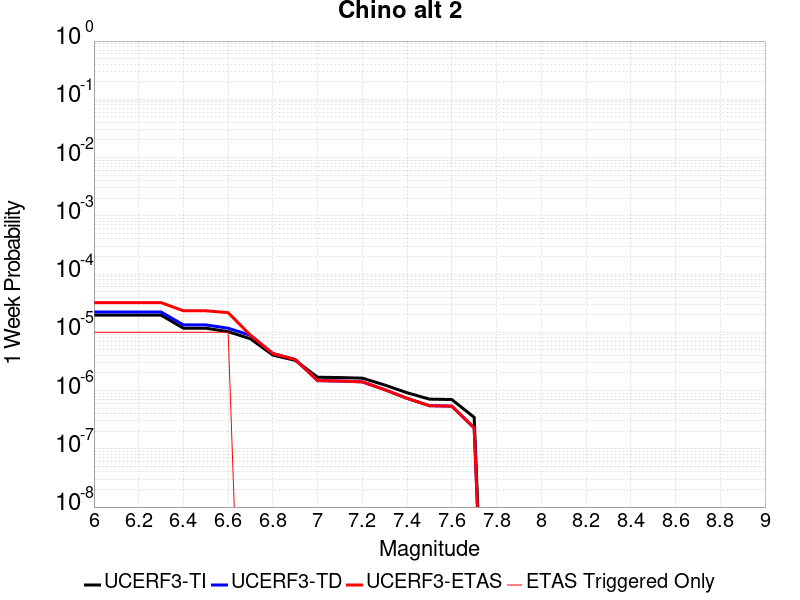 Chino alt 2
10^0
10^-1
10^-2
10^-3
10^-4
10^-5
10^-6
10^-7
10^-8
1 Week Probability
6 6.2 6.4 6.6 6.8 7 7.2 7.4 7.6 7.8 8 8.2 8.4 8.6 8.8 9
Magnitude
UCERF3-TI UCERF3-TD UCERF3-ETAS ETAS Triggered Only